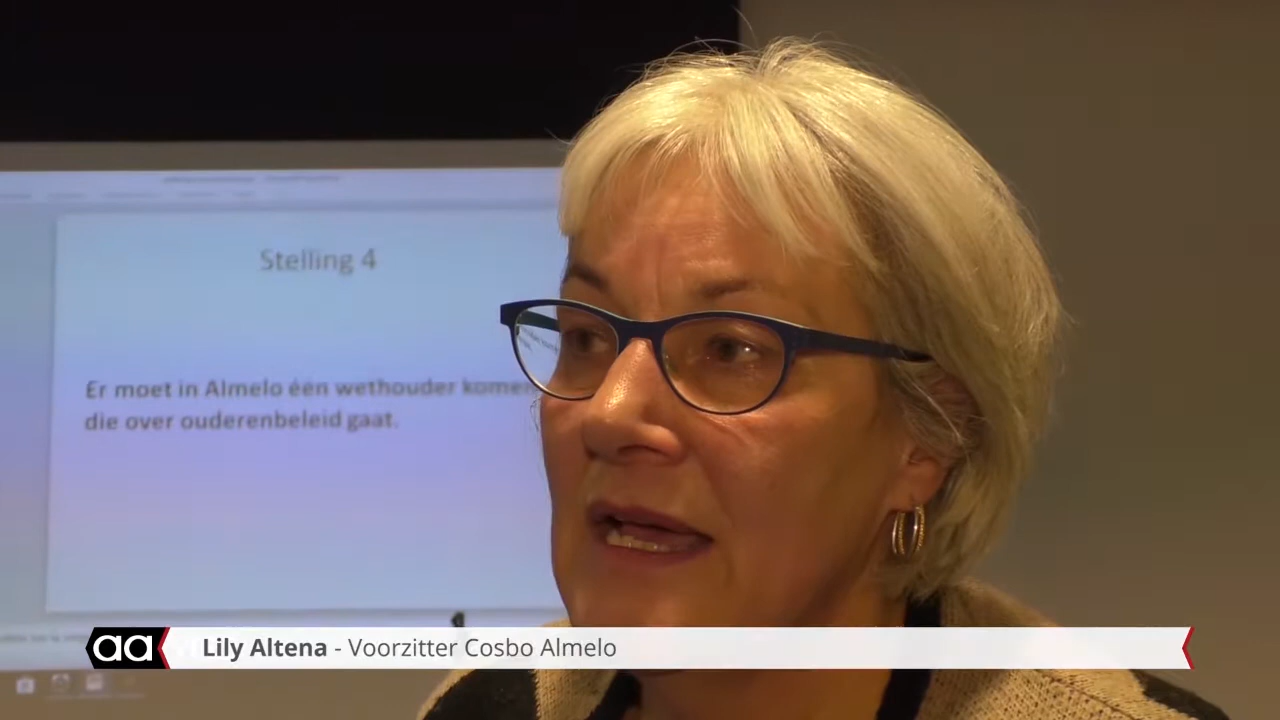 Stelling 4
Er moet in Almelo één wethouder komen
die over ouderenbeleid gaat.
aa
Lily Altena - Voorzitter Cosbo Almelo